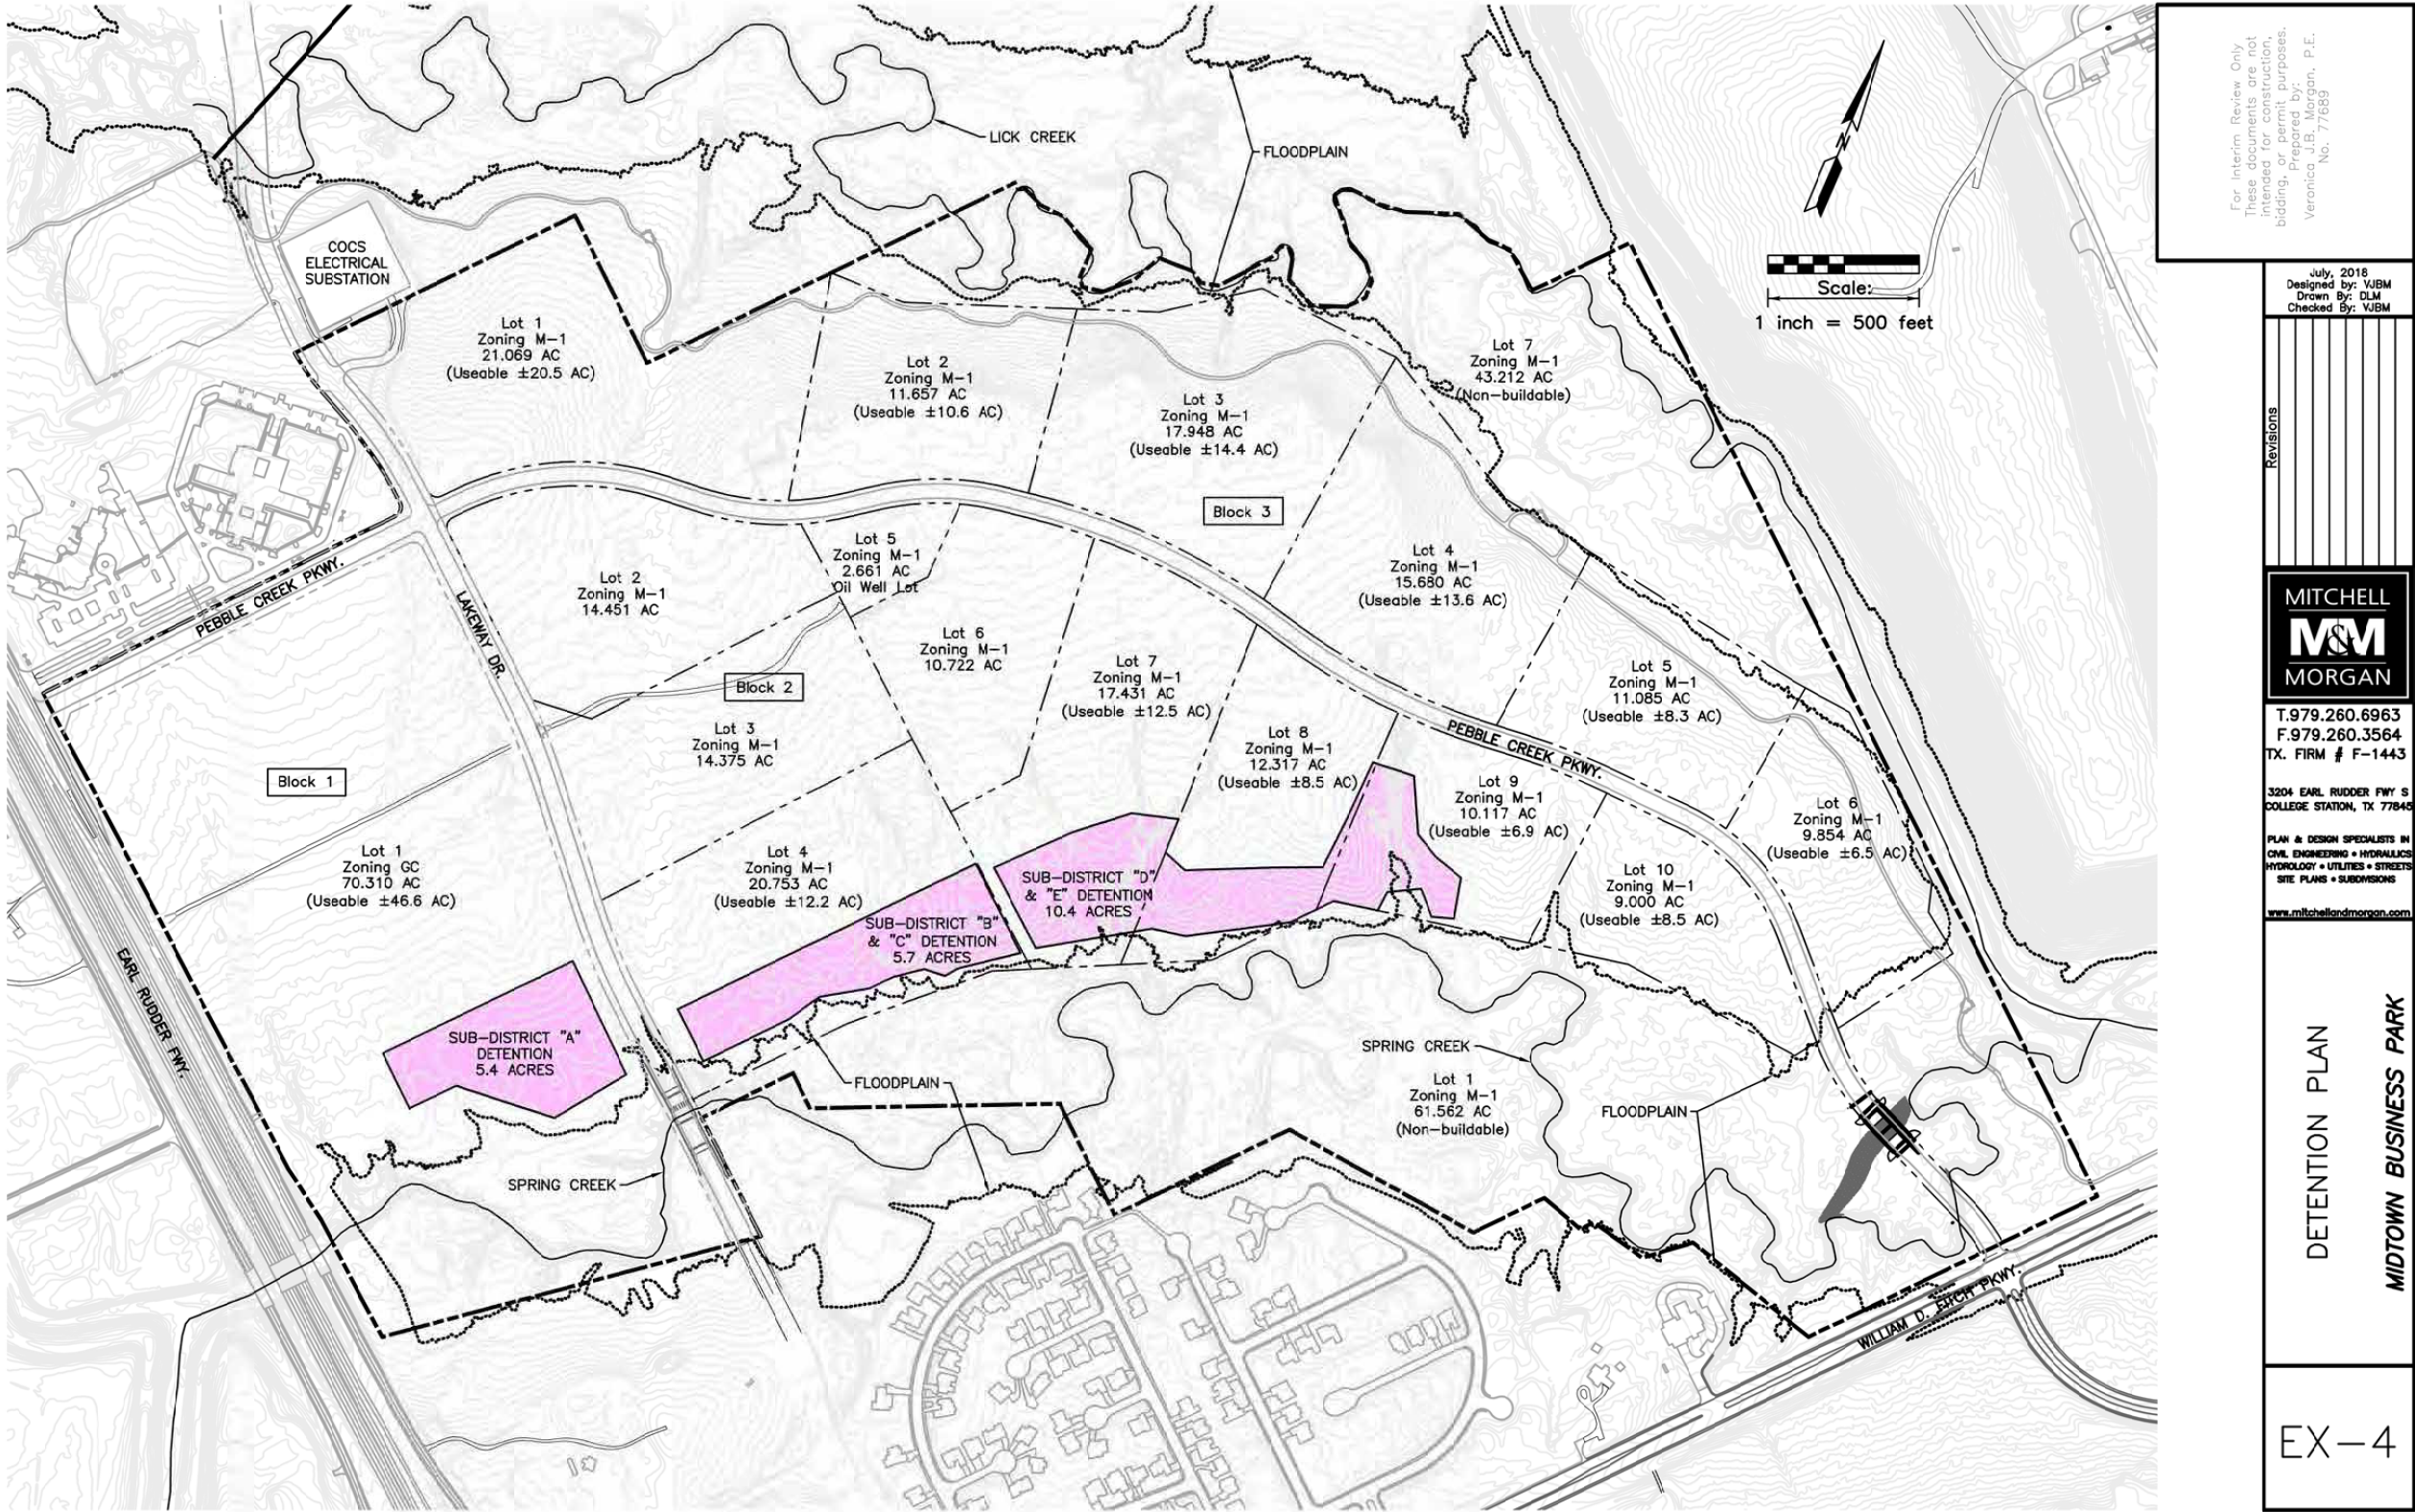 COCS
ELECTRICAL
SUBSTATION
LICK CREEK
FLOODPLAIN
Scale:
1 inch = 500 feet
Lot 1
Zoning M-1
21.069 AC
(Useable ±20.5 AC)
Lot 2
Zoning M-1
11.657 AC
(Useable ±10.6 AC)
Lot 3
Zoning M-1
17.948 AC
(Useable ±14.4 AC)
Lot 7
Zoning M-1
43.212 AC
(Non-buildable)
Block 3
Lot 4
Zoning M-1
15.680 AC
(Useable ±13.6 AC)
Lot 5
Zoning M-1
11.085 AC
(Useable ±8.3 AC)
Lot 6
Zoning M-1
9.854 AC
(Useable ±6.5 AC)
PEBBLE CREEK PKWY.
LAKEWAY DR.
Lot 2
Zoning M-1
14.451 AC
Lot 5
Zoning M-1
2.661 AC
Oil Well Lot
Lot 6
Zoning M-1
10.722 AC
Lot 7
Zoning M-1
17.431 AC
(Useable ±12.5 AC)
Lot 8
Zoning M-1
12.317 AC
(Useable ±8.5 AC)
PEBBLE CREEK PKWY.
Lot 9
Zoning M-1
10.117 AC
(Useable ±6.9 AC)
Lot 10
Zoning M-1
9.000 AC
(Useable ±8.5 AC)
Block 2
Lot 3
Zoning M-1
14.375 AC
Lot 4
Zoning M-1
20.753 AC
(Useable ±12.2 AC)
Block 1
Lot 1
Zoning GC
70.310 AC
(Useable ±46.6 AC)
EARL RUDDER FWY.
SUB-DISTRICT "A"
DETENTION
5.4 ACRES
SUB-DISTRICT "B"
& "C" DETENTION
5.7 ACRES
SUB-DISTRICT "D"
& "E" DETENTION
10.4 ACRES
FLOODPLAIN
SPRING CREEK
SPRING CREEK
Lot 1
Zoning M-1
61.562 AC
(Non-buildable)
FLOODPLAIN
WILLIAM D. FITCH PKWY.
For Interim Review Only
These documents are not
intended for construction,
bidding, or permit purposes.
Prepared by:
Veronica J.B. Morgan, P.E.
No. 77689
July, 2018
Designed by: VJBM
Drawn By: DLM
Checked By: VJBM
Revisions
MITCHELL
M&M
MORGAN
T.979.260.6963
F.979.260.3564
TX. FIRM # F-1443
3204 EARL RUDDER FWY S
COLLEGE STATION, TX 77845
PLAN & DESIGN SPECIALISTS IN
CIVIL ENGINEERING • HYDRAULICS
HYDROLOGY • UTILITIES • STREETS
SITE PLANS • SUBDIVISIONS
www.mitchellandmorgan.com
DETENTION PLAN
MIDTOWN BUSINESS PARK
EX-4
N